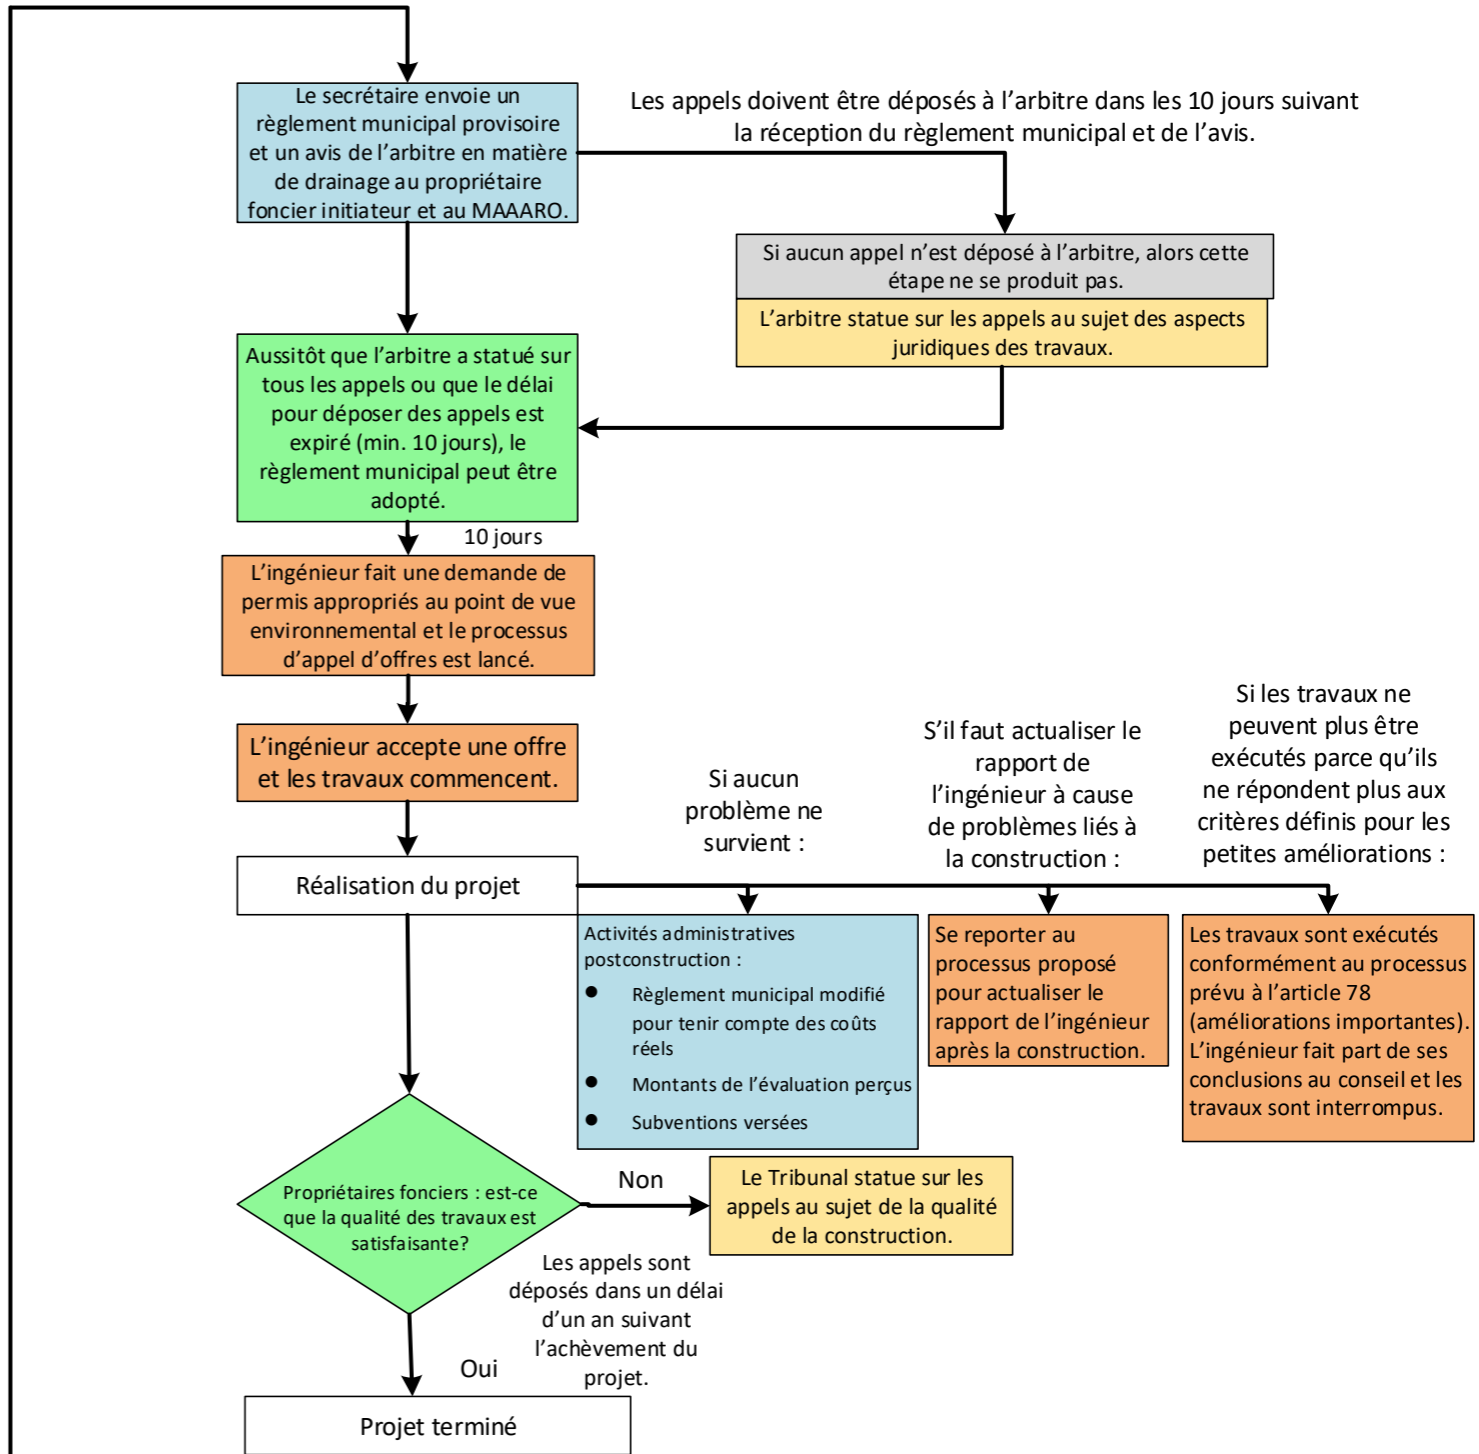 Le secrétaire envoie un
règlement municipal provisoire
et un avis de l’arbitre en matière
de drainage au propriétaire
foncier initiateur et au MAAARO.
Les appels doivent être déposés à l’arbitre dans les 10 jours suivant
la réception du règlement municipal et de l’avis.
Si aucun appel n’est déposé à l’arbitre, alors cette
étape ne se produit pas.
L’arbitre statue sur les appels au sujet des aspects
juridiques des travaux.
Aussitôt que l’arbitre a statué sur
tous les appels ou que le délai
pour déposer des appels est
expiré (min. 10 jours), le
règlement municipal peut être
adopté.
10 jours
L’ingénieur fait une demande de
permis appropriés au point de vue
environnemental et le processus
d’appel d’offres est lancé.
L’ingénieur accepte une offre
et les travaux commencent.
Réalisation du projet
Si aucun
problème ne
survient :
S’il faut actualiser le
rapport de
l’ingénieur à cause
de problèmes liés à
la construction :
Si les travaux ne
peuvent plus être
exécutés parce qu’ils
ne répondent plus aux
critères définis pour les
petites améliorations :
Activités administratives
postconstruction :
● Règlement municipal modifié
pour tenir compte des coûts
réels
● Montants de l’évaluation perçus
● Subventions versées
Se reporter au
processus proposé
pour actualiser le
rapport de l’ingénieur
après la construction.
Les travaux sont exécutés
conformément au processus
prévu à l’article 78
(améliorations importantes).
L’ingénieur fait part de ses
conclusions au conseil et les
travaux sont interrompus.
Propriétaires fonciers : est-ce
que la qualité des travaux est
satisfaisante?
Non
Le Tribunal statue sur les
appels au sujet de la qualité
de la construction.
Les appels sont
déposés dans un délai
d’un an suivant
l’achèvement du
projet.
Oui
Projet terminé